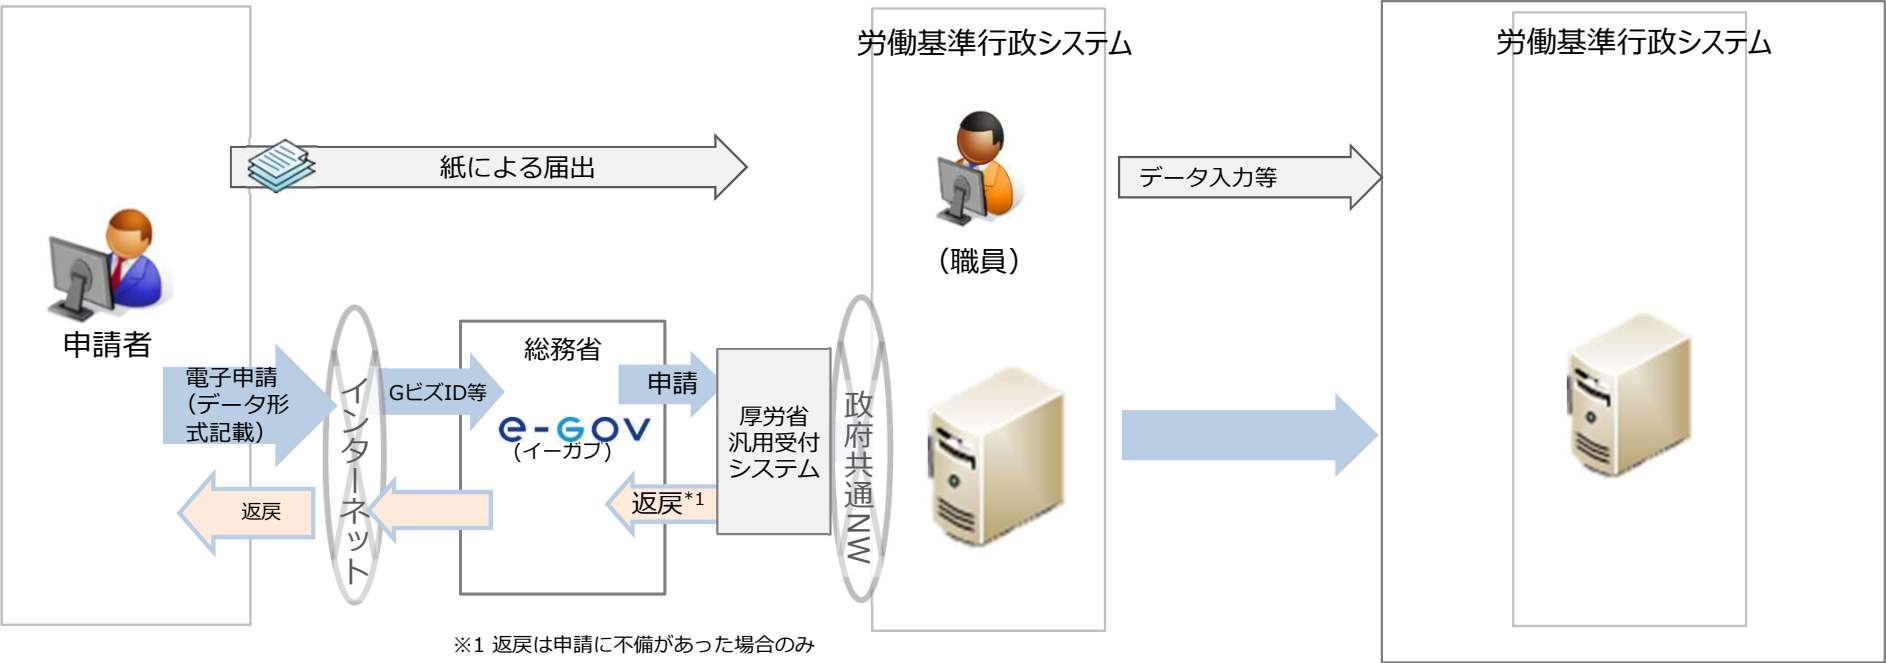 労働基準行政システム
労働基準行政システム
紙による届出
データ入力等
（職員）
申請者
電子申請
（データ形
式記載）
インターネット
GビズID等
総務省
e-GOV
（イーガブ）
申請
厚労省
汎用受付
システム
政府共通NW
返戻
返戻*1
※1 返戻は申請に不備があった場合のみ